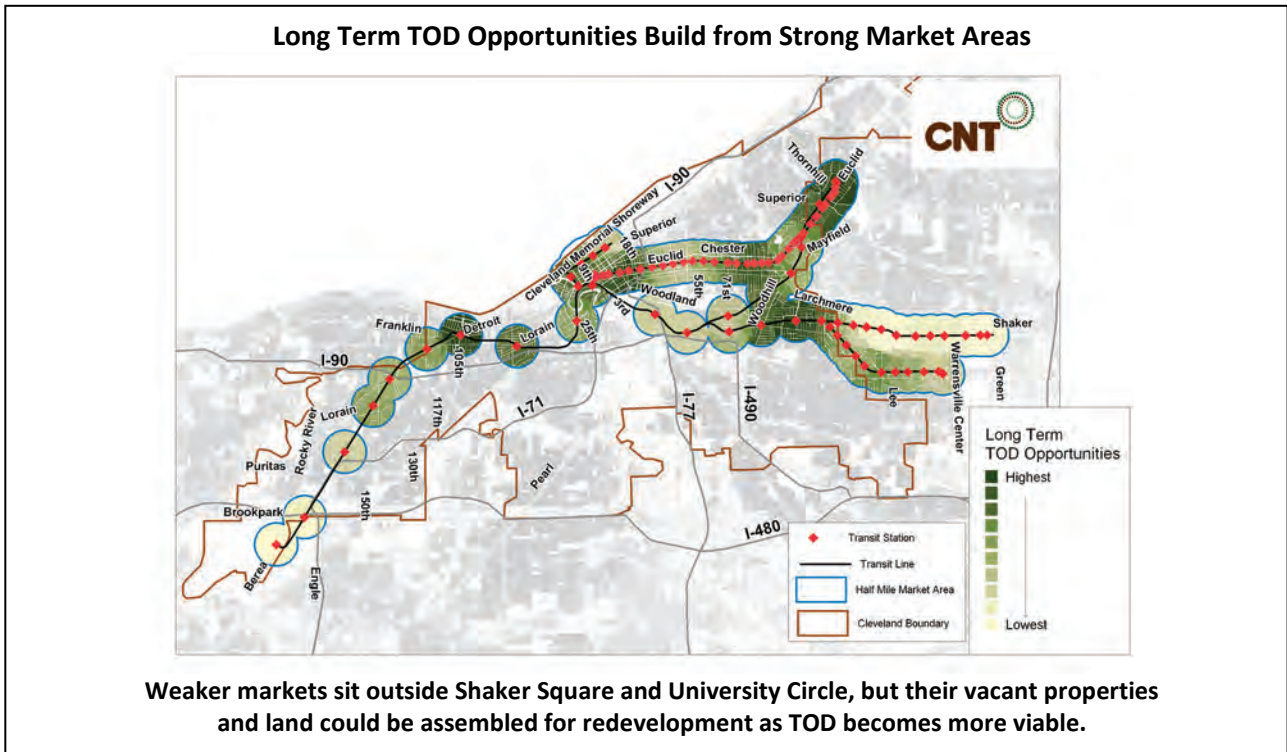 Long Term TOD Opportunities Build from Strong Market Areas
CNT
Thornhill
Euclid
I-90
Superior
Cleveland Memorial Shoreway
Superior
Mayfield
18th
Chester
9th
Euclid
55th
71st
Woodhill
Woodland
3rd
Larchmere
Shaker
Franklin
Detroit
Lorain
25th
105th
I-90
Warrensville Center
Green
Lee
I-490
I-77
I-71
Lorain
117th
Rocky River
Puritas
130th
Pearl
150th
Brookpark
I-480
Berea
Engle
Long Term
TOD Opportunities
Highest
Lowest
Transit Station
Transit Line
Half Mile Market Area
Cleveland Boundary
Weaker markets sit outside Shaker Square and University Circle, but their vacant properties
and land could be assembled for redevelopment as TOD becomes more viable.